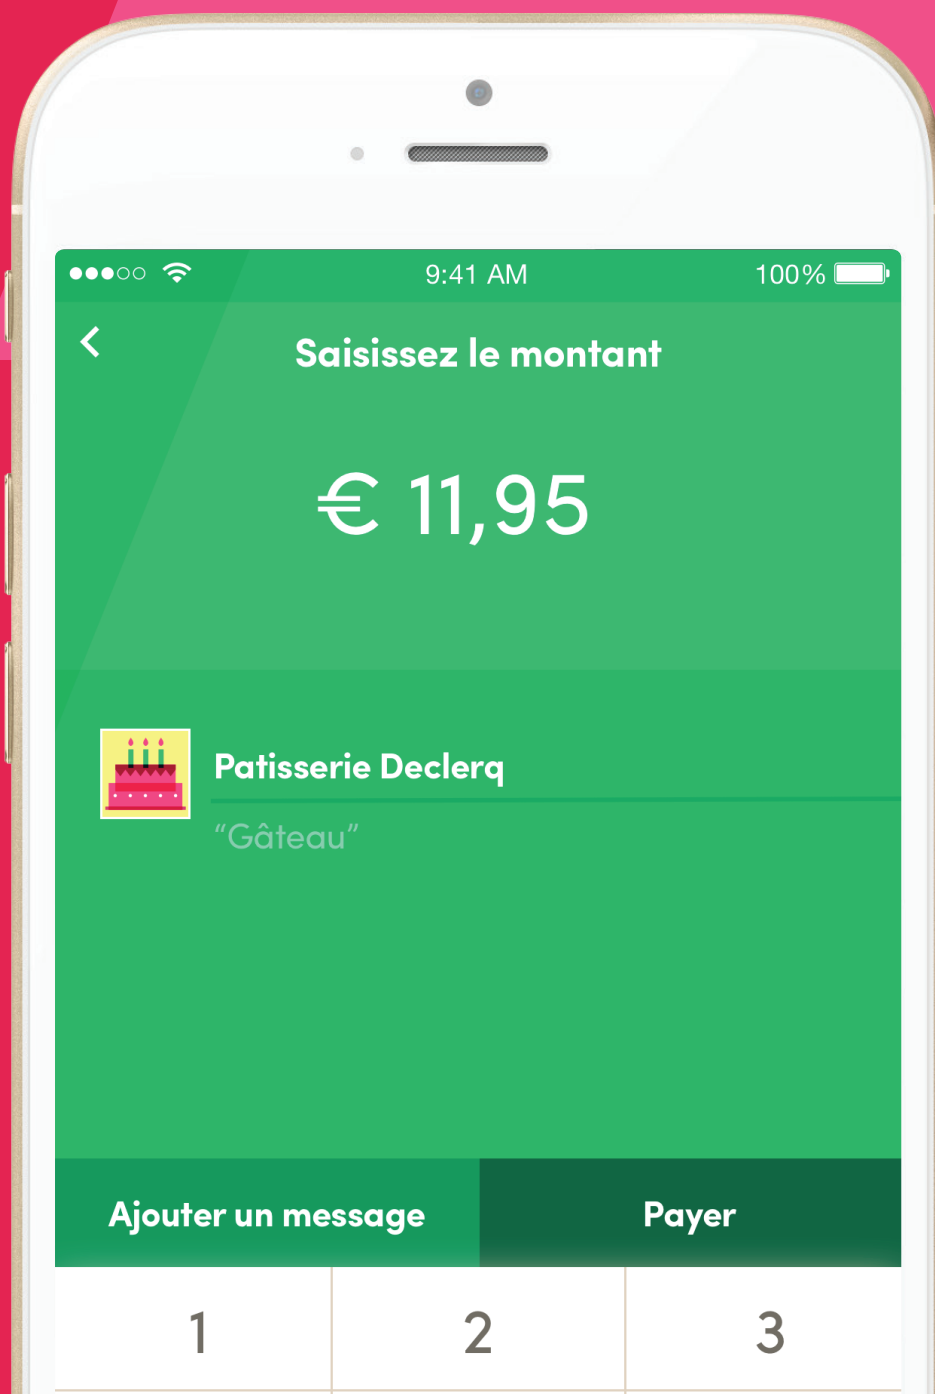 9:41 AM
100%
Saisissez le montant
€ 11,95
Patisserie Declerq
“Gâteau”
Ajouter un message
Payer
1
2
3